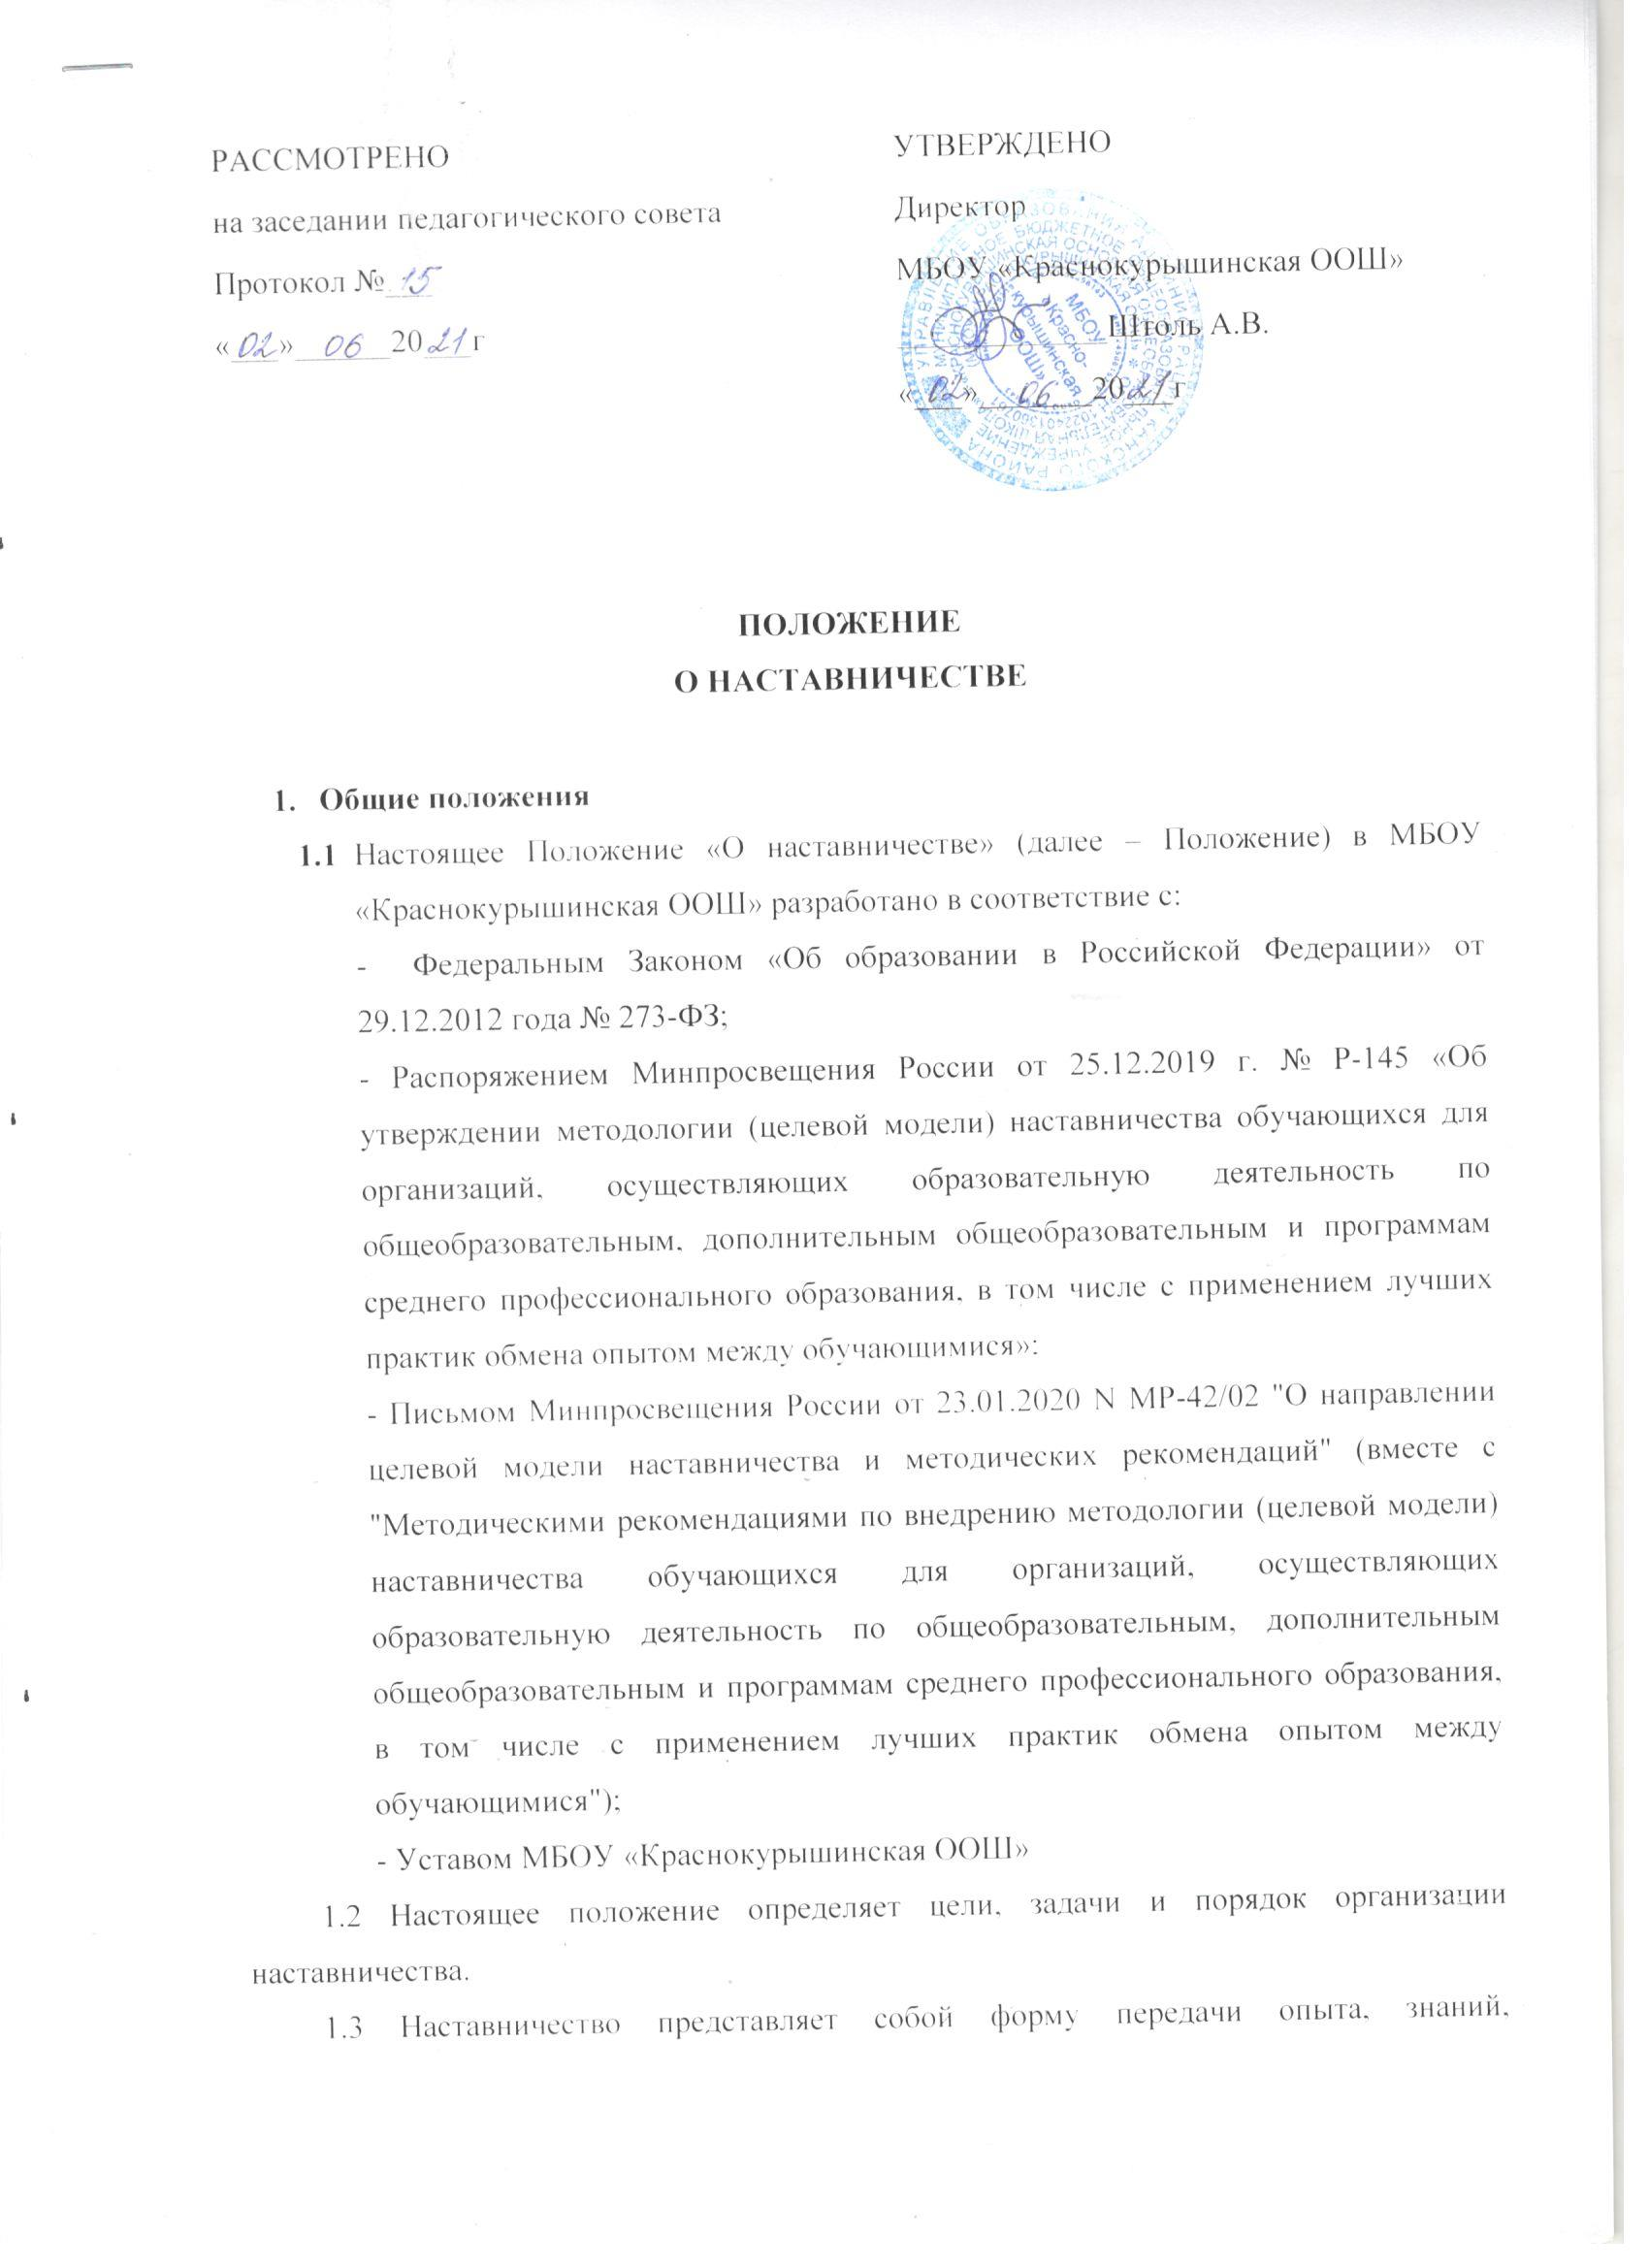 РАССМОТРЕНО
на заседании педагогического совета
Протокол № 15
«02» 06 2021г
УТВЕРЖДЕНО
Директор
МБОУ «Краснокурышинская ООШ»
Штоль А.В.
«02» 06 2021г
МБОУ
«Красно-
курышинская
ООШ»
ПОЛОЖЕНИЕ
О НАСТАВНИЧЕСТВЕ
1. Общие положения
1.1 Настоящее Положение «О наставничестве» (далее – Положение) в МБОУ
«Краснокурышинская ООШ» разработано в соответствие с:
- Федеральным Законом «Об образовании в Российской Федерации» от
29.12.2012 года № 273-ФЗ;
- Распоряжением Минпросвещения России от 25.12.2019 г. № Р-145 «Об
утверждении методологии (целевой модели) наставничества обучающихся для
организаций, осуществляющих образовательную деятельность по
общеобразовательным, дополнительным общеобразовательным и программам
среднего профессионального образования, в том числе с применением лучших
практик обмена опытом между обучающимися»:
- Письмом Минпросвещения России от 23.01.2020 N МР-42/02 "О направлении
целевой модели наставничества и методических рекомендаций" (вместе с
"Методическими рекомендациями по внедрению методологии (целевой модели)
наставничества обучающихся для организаций, осуществляющих
образовательную деятельность по общеобразовательным, дополнительным
общеобразовательным и программам среднего профессионального образования,
в том числе с применением лучших практик обмена опытом между
обучающимися");
- Уставом МБОУ «Краснокурышинская ООШ»
1.2 Настоящее положение определяет цели, задачи и порядок организации
наставничества.
1.3 Наставничество представляет собой форму передачи опыта, знаний,